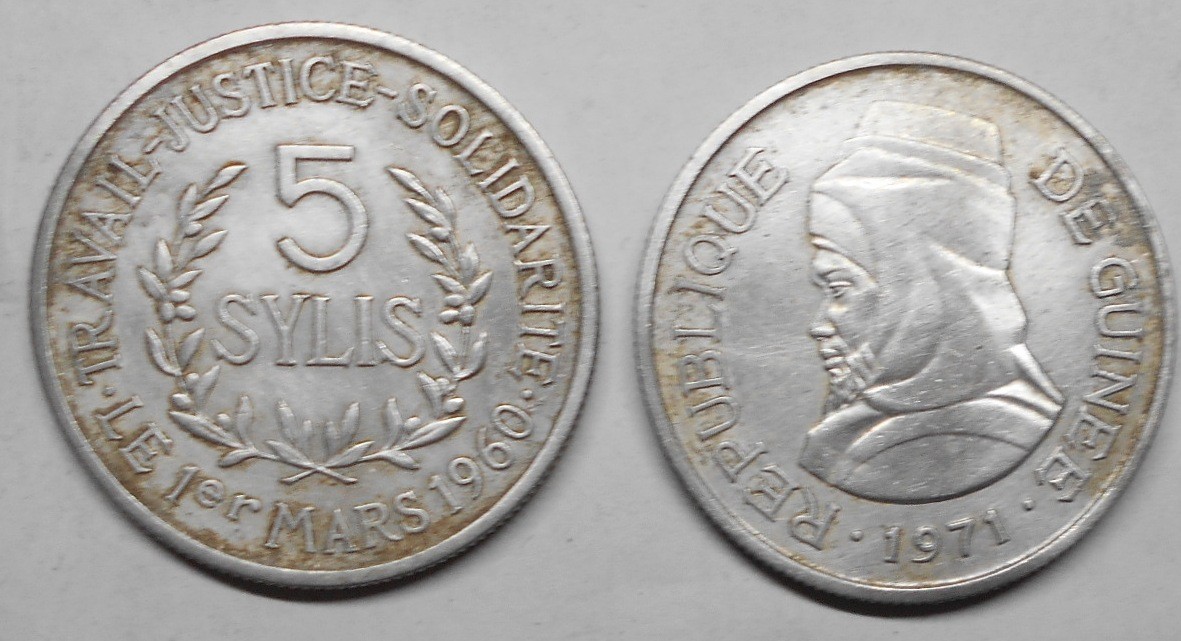 TRAVAIL-JUSTICE-SOLIDARITE
5
SYLIS
· LE 1er MARS 1960 ·
REPUBLIQUE DE GUINEE
· 1971 ·